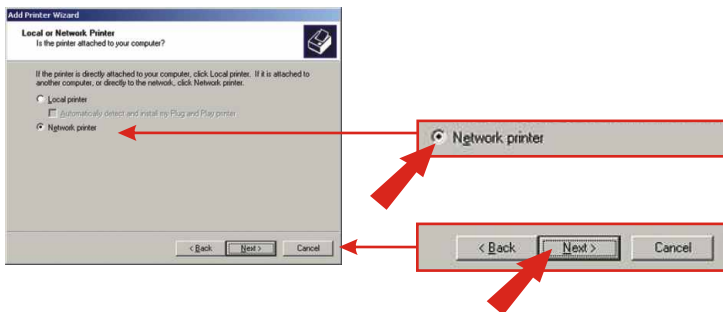 Add Printer Wizard
Local or Network Printer
Is the printer attached to your computer?
If the printer is directly attached to your computer, click Local printer. If it is attached to
another computer, or directly to the network, click Network printer.
Local printer
Automatically detect and install my Plug and Play printer
Network printer
Network printer
< Back Next > Cancel
< Back Next > Cancel